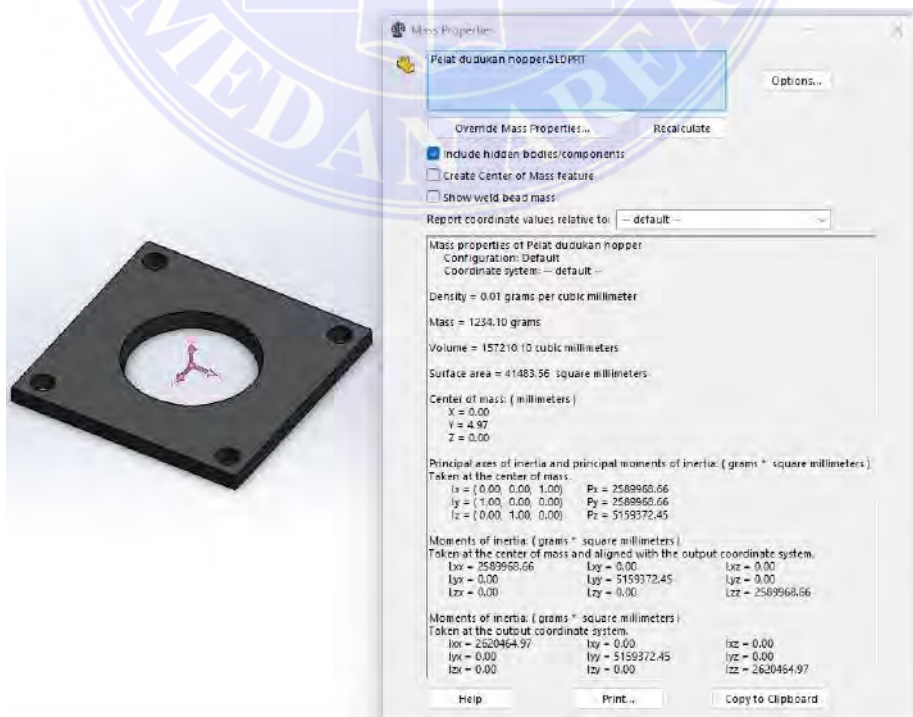 MEDAN AREA
Mass Properties
Pelat dudukan hopper.SLDPRT
Options...
Override Mass Properties... Recalculate
Include hidden bodies/components
Create Center of Mass feature
Show weld bead mass
Report coordinate values relative to: -- default --
Mass properties of Pelat dudukan hopper
Configuration: Default
Coordinate system: -- default --
Density = 0.01 grams per cubic millimeter
Mass = 1234.10 grams
Volume = 157210.10 cubic millimeters
Surface area = 41483.56 square millimeters
Center of mass: ( millimeters )
X = 0.00
Y = 4.97
Z = 0.00
Principal axes of inertia and principal moments of inertia: ( grams * square millimeters )
Taken at the center of mass.
Ix = ( 0.00, 0.00, 1.00) Px = 2589968.66
Iy = ( 1.00, 0.00, 0.00) Py = 2589968.66
Iz = ( 0.00, 1.00, 0.00) Pz = 5159372.45
Moments of inertia: ( grams * square millimeters )
Taken at the center of mass and aligned with the output coordinate system.
Lxx = 2589968.66 Lxy = 0.00 Lxz = 0.00
Lyx = 0.00 Lyy = 5159372.45 Lyz = 0.00
Lzx = 0.00 Lzy = 0.00 Lzz = 2589968.66
Moments of inertia: ( grams * square millimeters )
Taken at the output coordinate system.
Ixx = 2620464.97 Ixy = 0.00 Ixz = 0.00
Iyx = 0.00 Iyy = 5159372.45 Iyz = 0.00
Izx = 0.00 Izy = 0.00 Izz = 2620464.97
Help Print... Copy to Clipboard